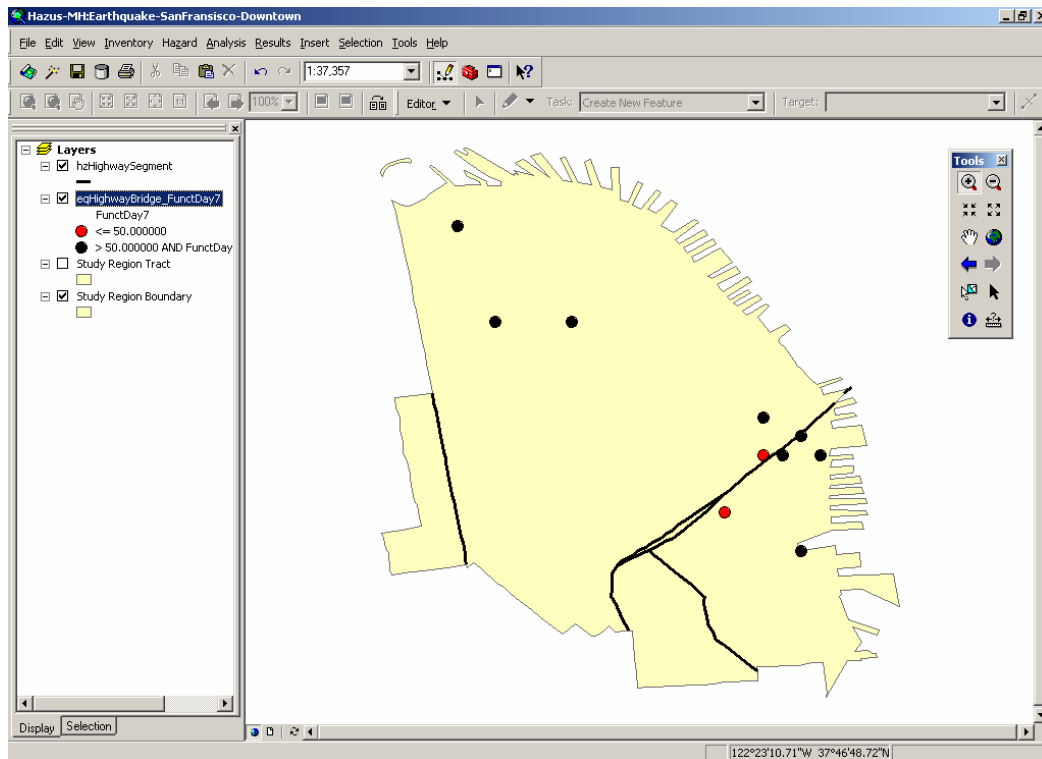 Hazus-MH:Earthquake-SanFransisco-Downtown
File Edit View Inventory Hazard Analysis Results Insert Selection Tools Help
1:37,357
100% Editor Task: Create New Feature Target:
Layers
hzHighwaySegment
eqHighwayBridge_FunctDay7
FunctDay7
<= 50.000000
> 50.000000 AND FunctDay
Study Region Tract
Study Region Boundary
Tools
Display Selection
122°23'10.71"W 37°46'48.72"N